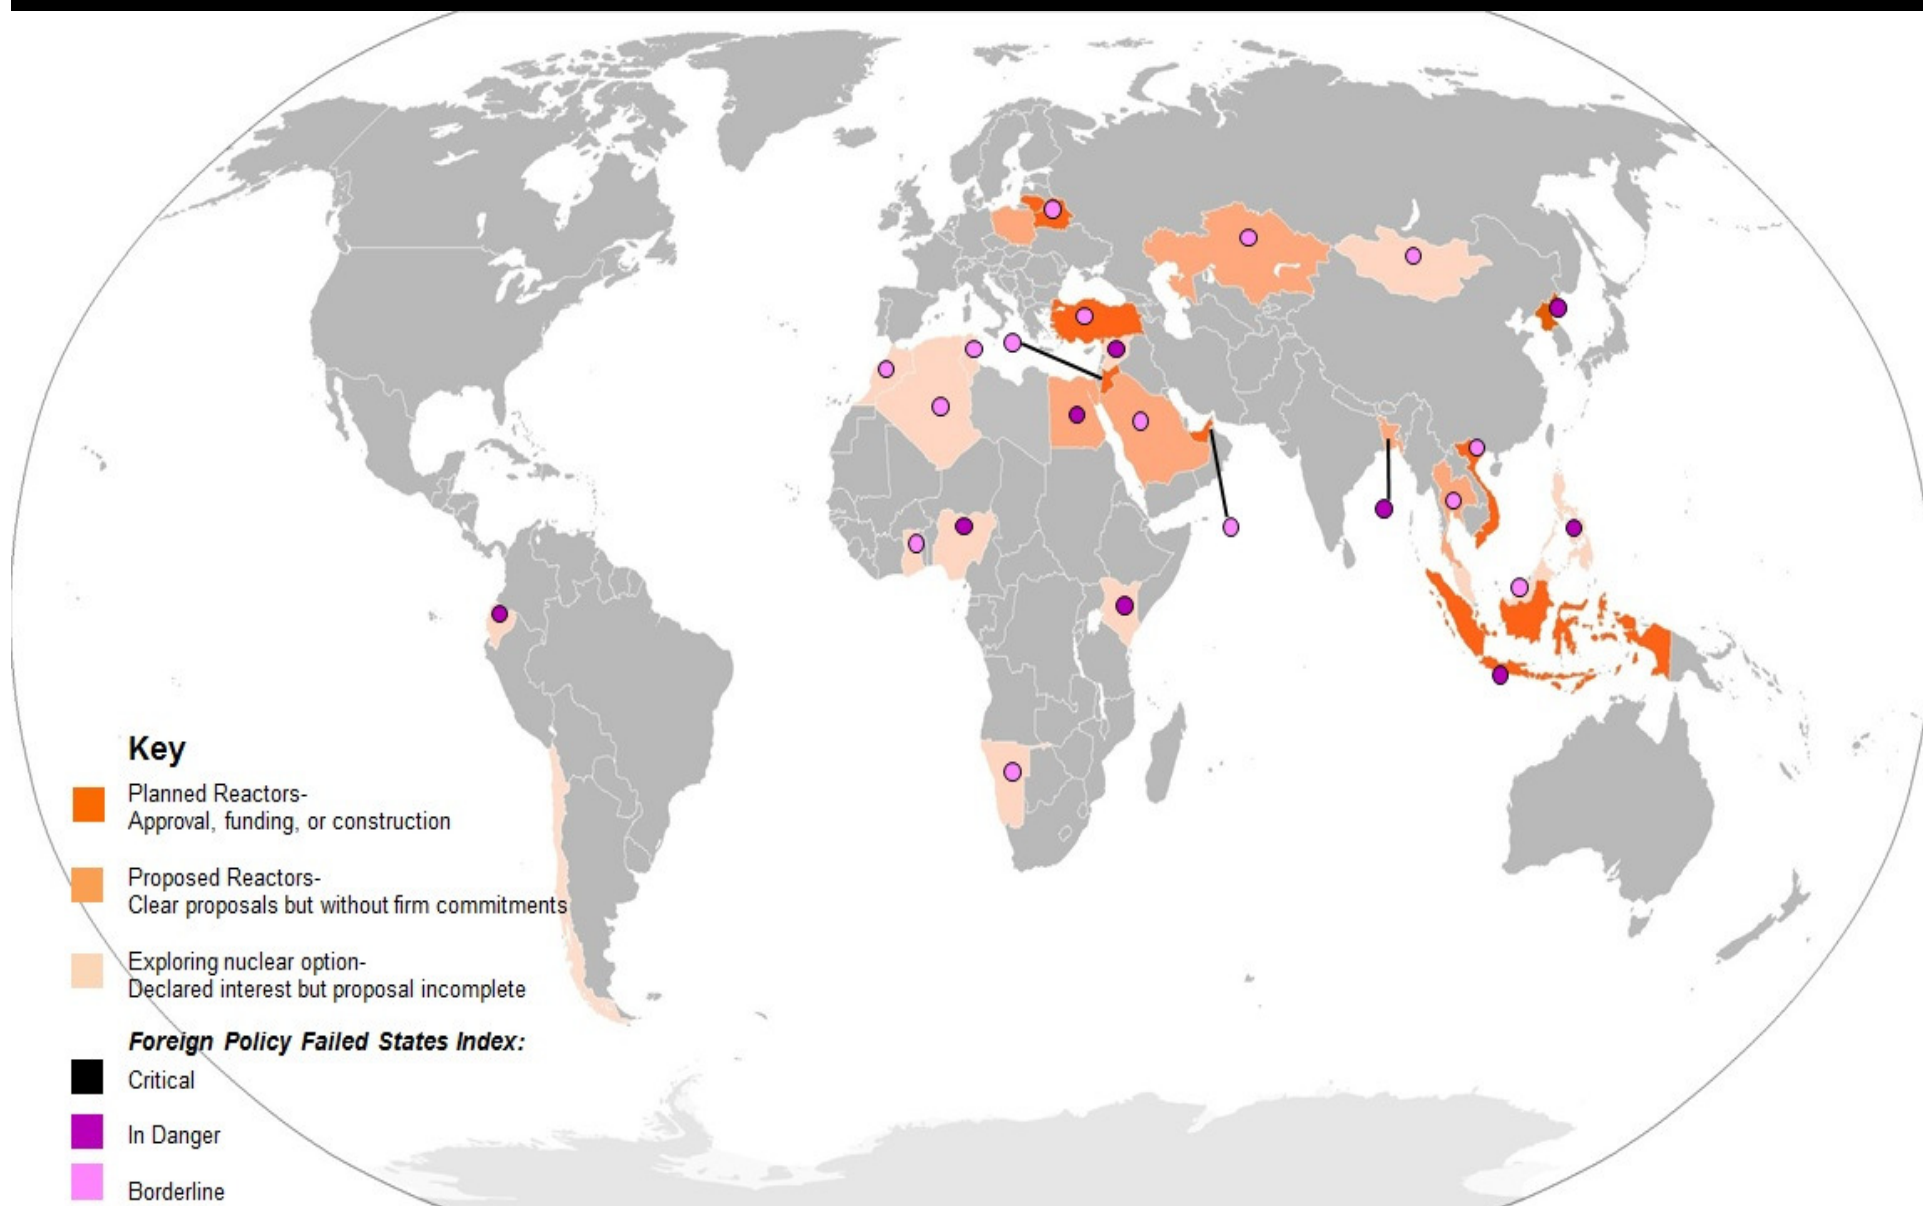 Key
Planned Reactors-
Approval, funding, or construction
Proposed Reactors-
Clear proposals but without firm commitments
Exploring nuclear option-
Declared interest but proposal incomplete
Foreign Policy Failed States Index:
Critical
In Danger
Borderline